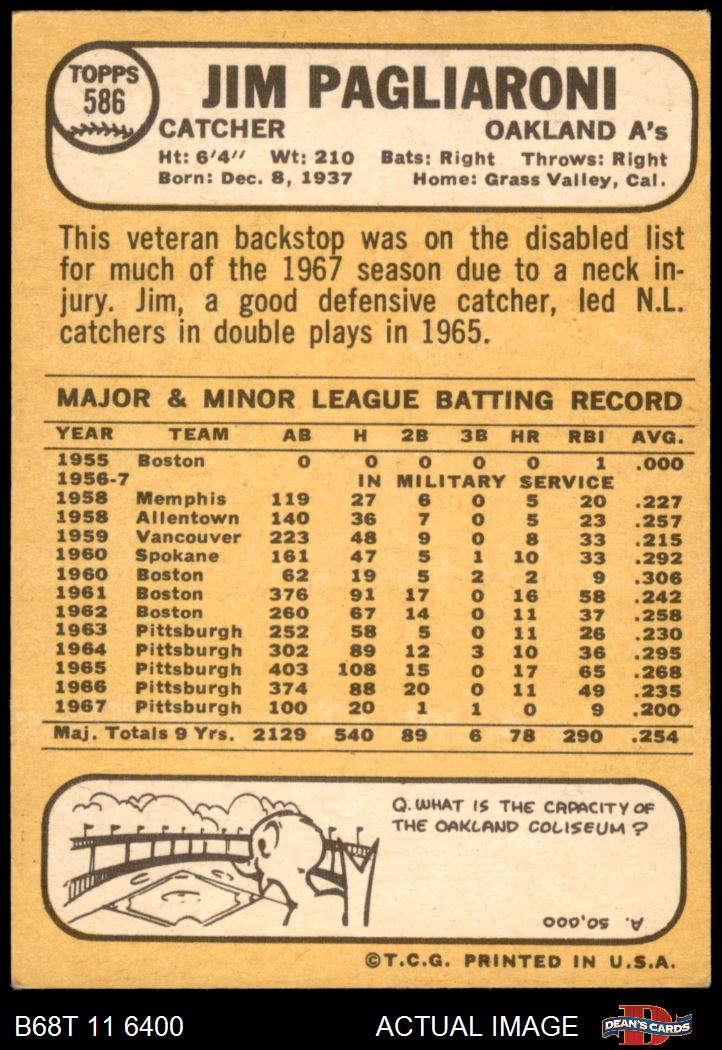 TOPPS
586
JIM PAGLIARONI
CATCHER OAKLAND A's
Ht: 6'4" Wt: 210 Bats: Right Throws: Right
Born: Dec. 8, 1937 Home: Grass Valley, Cal.
This veteran backstop was on the disabled list
for much of the 1967 season due to a neck in-
jury. Jim, a good defensive catcher, led N.L.
catchers in double plays in 1965.
MAJOR & MINOR LEAGUE BATTING RECORD
YEAR TEAM AB H 2B 3B HR RBI AVG.
1955 Boston 0 0 0 0 0 1 .000
1956-7 IN MILITARY SERVICE
1958 Memphis 119 27 6 0 5 20 .227
1958 Allentown 140 36 7 0 5 23 .257
1959 Vancouver 223 48 9 0 8 33 .215
1960 Spokane 161 47 5 1 10 33 .292
1960 Boston 62 19 5 2 2 9 .306
1961 Boston 376 91 17 0 16 58 .242
1962 Boston 260 67 14 0 11 37 .258
1963 Pittsburgh 252 58 5 0 11 26 .230
1964 Pittsburgh 302 89 12 3 10 36 .295
1965 Pittsburgh 403 108 15 0 17 65 .268
1966 Pittsburgh 374 88 20 0 11 49 .235
1967 Pittsburgh 100 20 1 1 0 9 .200
Maj. Totals 9 Yrs. 2129 540 89 6 78 290 .254
Q. WHAT IS THE CAPACITY OF
THE OAKLAND COLISEUM?
A. 50,000
©T.C.G. PRINTED IN U.S.A.
B68T 11 6400 ACTUAL IMAGE D DEAN'S CARDS